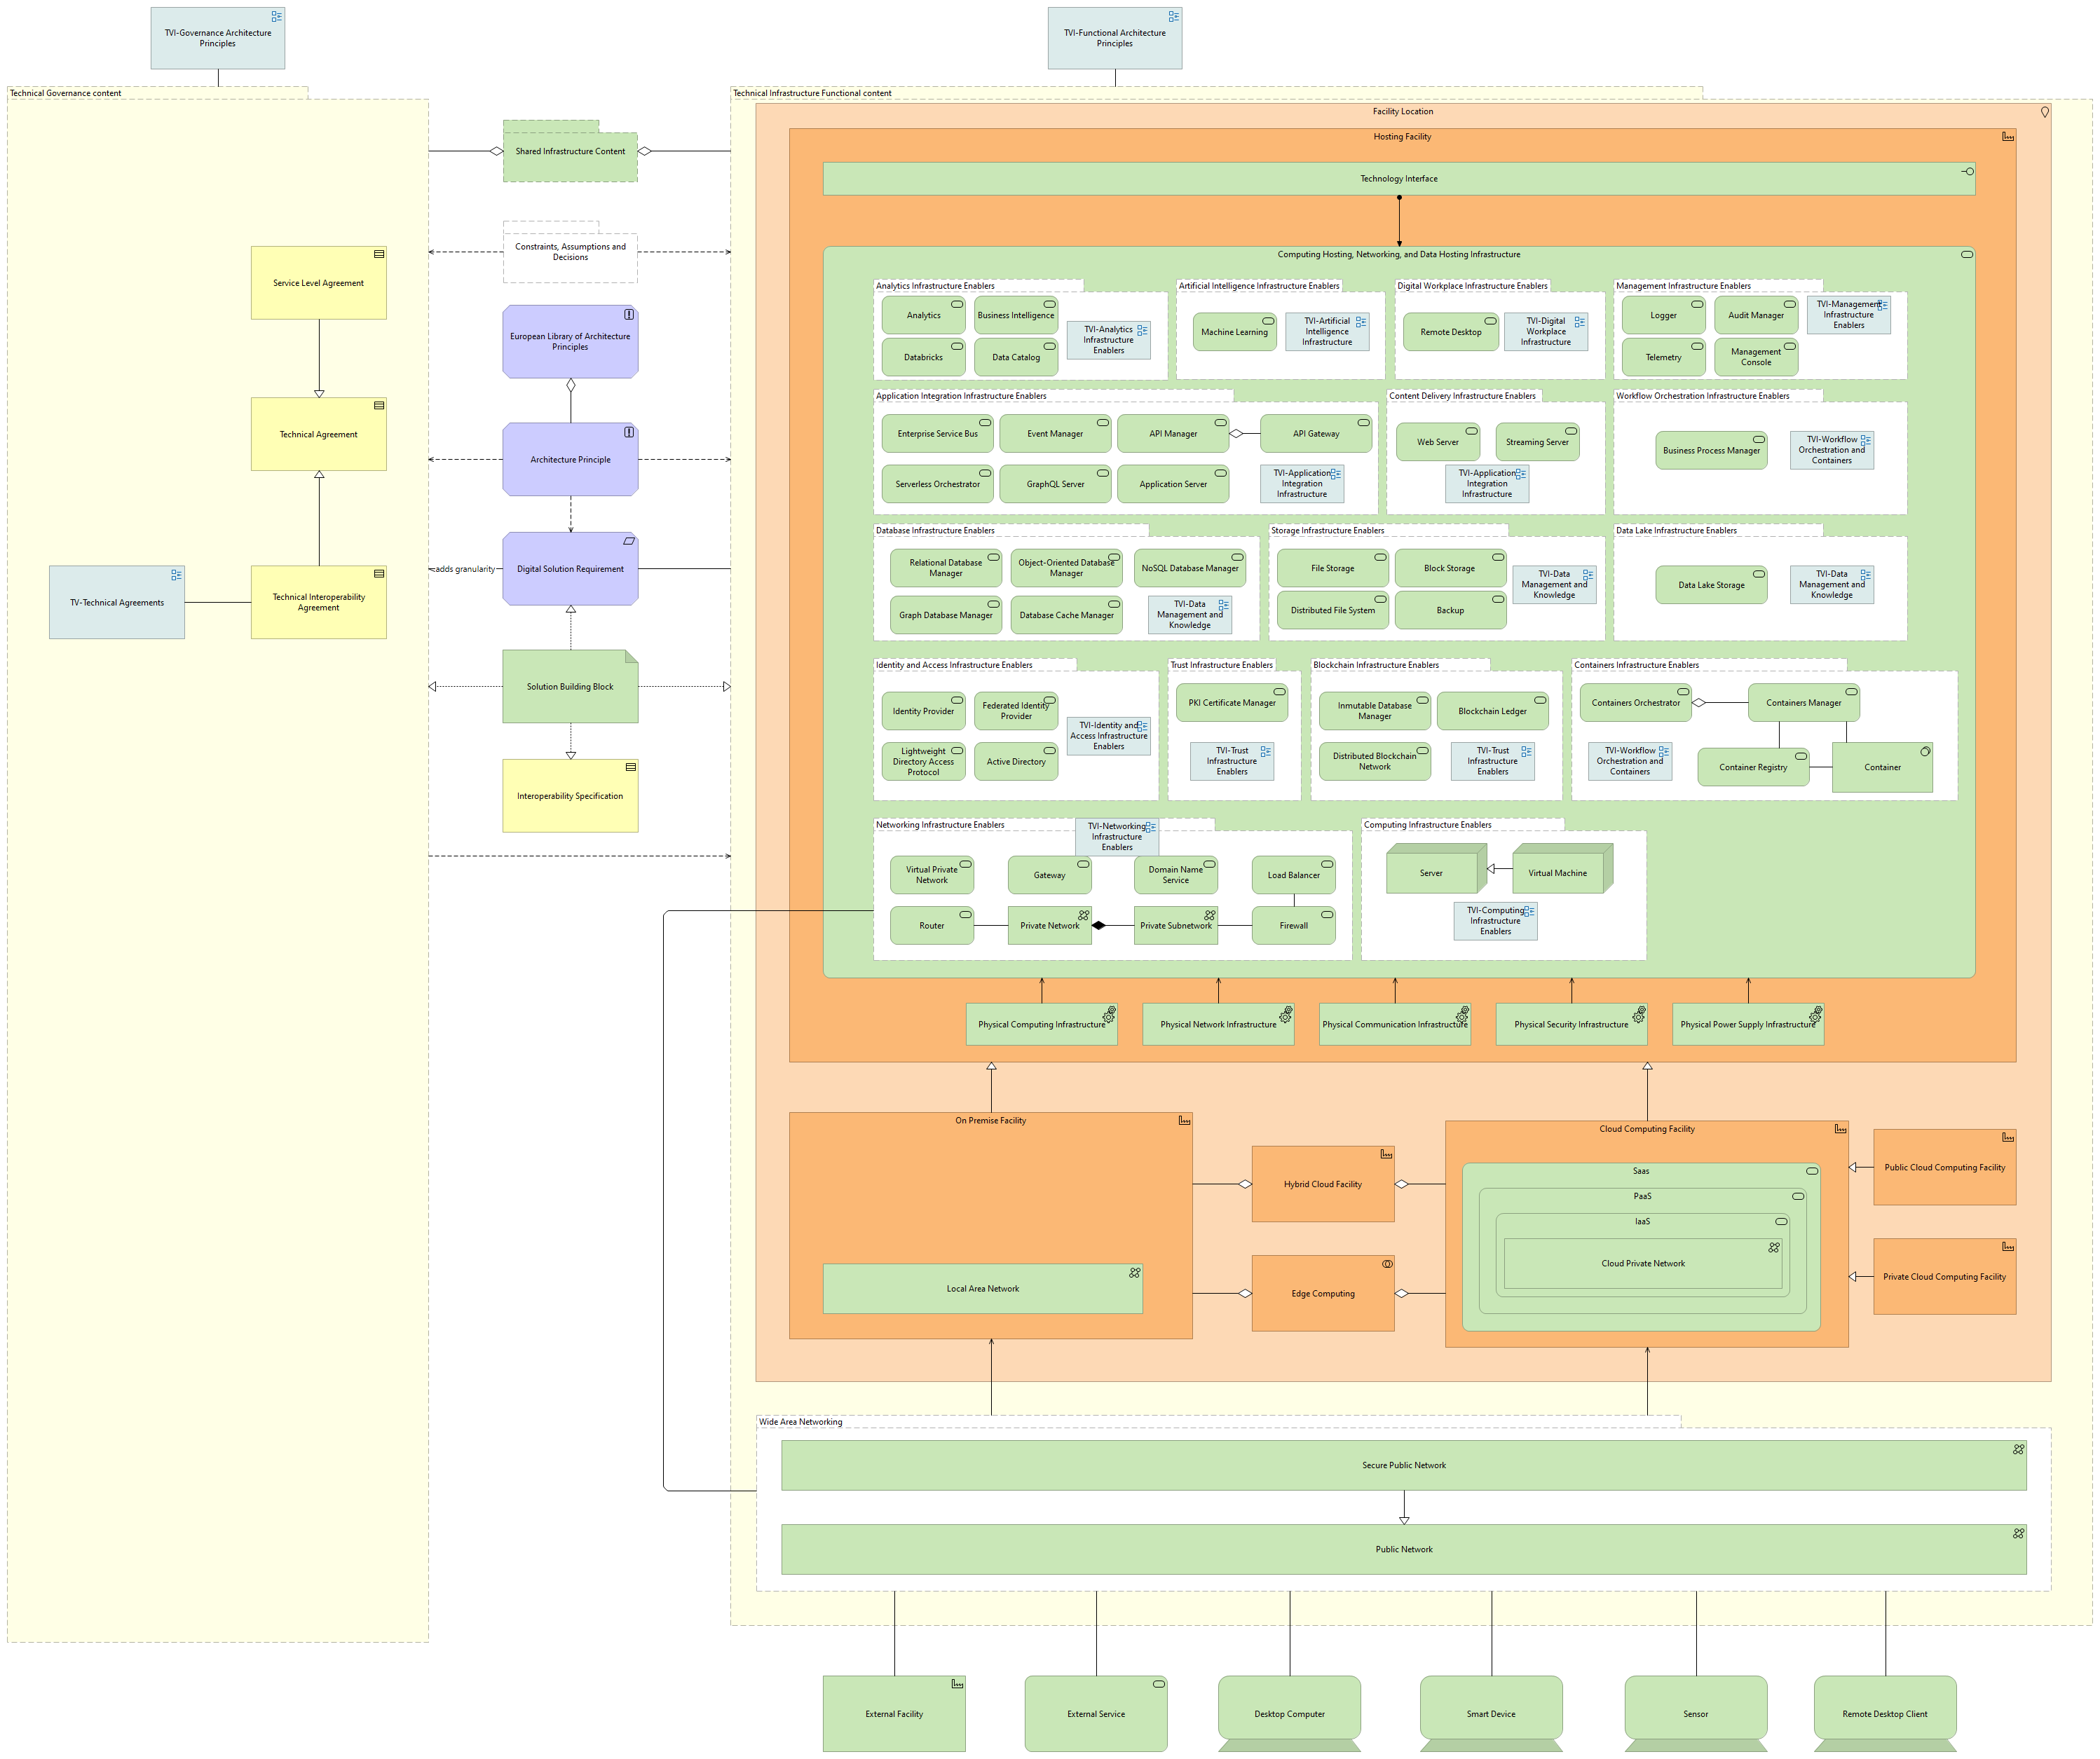 TVI-Governance Architecture
Principles
TVI-Functional Architecture
Principles
Technical Governance content
Technical Infrastructure Functional content
Facility Location
Hosting Facility
Shared Infrastructure Content
Technology Interface
Constraints, Assumptions and
Decisions
Service Level Agreement
Computing Hosting, Networking, and Data Hosting Infrastructure
Analytics Infrastructure Enablers
Analytics
Business Intelligence
Databricks
Data Catalog
TVI-Analytics
Infrastructure
Enablers
Artificial Intelligence Infrastructure Enablers
Machine Learning
TVI-Artificial
Intelligence
Infrastructure
Digital Workplace Infrastructure Enablers
Remote Desktop
TVI-Digital
Workplace
Infrastructure
Management Infrastructure Enablers
Logger
Audit Manager
TVI-Management
Infrastructure
Enablers
Telemetry
Management
Console
European Library of Architecture
Principles
Technical Agreement
Architecture Principle
Application Integration Infrastructure Enablers
Enterprise Service Bus
Event Manager
API Manager
API Gateway
Serverless Orchestrator
GraphQL Server
Application Server
TVI-Application
Integration
Infrastructure
Content Delivery Infrastructure Enablers
Web Server
Streaming Server
TVI-Application
Integration
Infrastructure
Workflow Orchestration Infrastructure Enablers
Business Process Manager
TVI-Workflow
Orchestration and
Containers
TV-Technical Agreements
Technical Interoperability
Agreement
adds granularity
Digital Solution Requirement
Database Infrastructure Enablers
Relational Database
Manager
Object-Oriented Database
Manager
NoSQL Database Manager
Graph Database Manager
Database Cache Manager
TVI-Data
Management and
Knowledge
Storage Infrastructure Enablers
File Storage
Block Storage
Distributed File System
Backup
TVI-Data
Management and
Knowledge
Data Lake Infrastructure Enablers
Data Lake Storage
TVI-Data
Management and
Knowledge
Solution Building Block
Interoperability Specification
Identity and Access Infrastructure Enablers
Identity Provider
Federated Identity
Provider
Lightweight
Directory Access
Protocol
Active Directory
TVI-Identity and
Access Infrastructure
Enablers
Trust Infrastructure Enablers
PKI Certificate Manager
TVI-Trust
Infrastructure
Enablers
Blockchain Infrastructure Enablers
Inmutable Database
Manager
Blockchain Ledger
Distributed Blockchain
Network
TVI-Trust
Infrastructure
Enablers
Containers Infrastructure Enablers
Containers Orchestrator
Containers Manager
TVI-Workflow
Orchestration and
Containers
Container Registry
Container
Networking Infrastructure Enablers
TVI-Networking
Infrastructure
Enablers
Virtual Private
Network
Gateway
Domain Name
Service
Load Balancer
Router
Private Network
Private Subnetwork
Firewall
Computing Infrastructure Enablers
Server
Virtual Machine
TVI-Computing
Infrastructure
Enablers
Physical Computing Infrastructure
Physical Network Infrastructure
Physical Communication Infrastructure
Physical Security Infrastructure
Physical Power Supply Infrastructure
On Premise Facility
Local Area Network
Hybrid Cloud Facility
Edge Computing
Cloud Computing Facility
Saas
PaaS
IaaS
Cloud Private Network
Public Cloud Computing Facility
Private Cloud Computing Facility
Wide Area Networking
Secure Public Network
Public Network
External Facility
External Service
Desktop Computer
Smart Device
Sensor
Remote Desktop Client